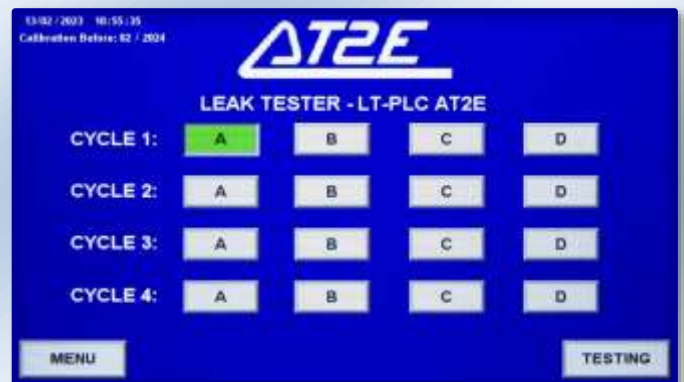 13/02/2023 10:55:35
Calibration Before: 02 / 2024
AT2E
LEAK TESTER - LT-PLC AT2E
CYCLE 1: A B C D
CYCLE 2: A B C D
CYCLE 3: A B C D
CYCLE 4: A B C D
MENU TESTING